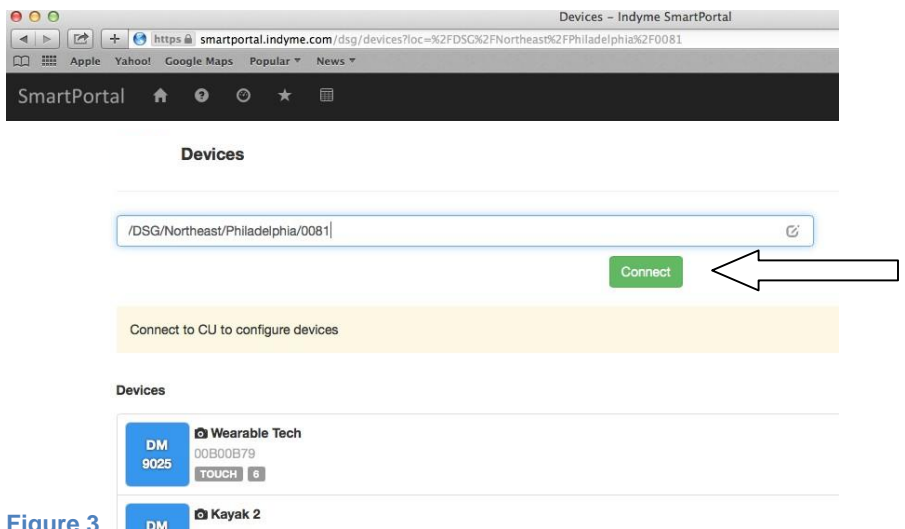 Devices – Indyme SmartPortal
https smartportal.indyme.com/dsg/devices?loc=%2FDSG%2FNortheast%2FPhiladelphia%2F0081
Apple Yahoo! Google Maps Popular News
SmartPortal
Devices
/DSG/Northeast/Philadelphia/0081
Connect
Connect to CU to configure devices
Devices
DM
9025
Wearable Tech
00B00B79
TOUCH 6
Kayak 2
DM
Figure 3